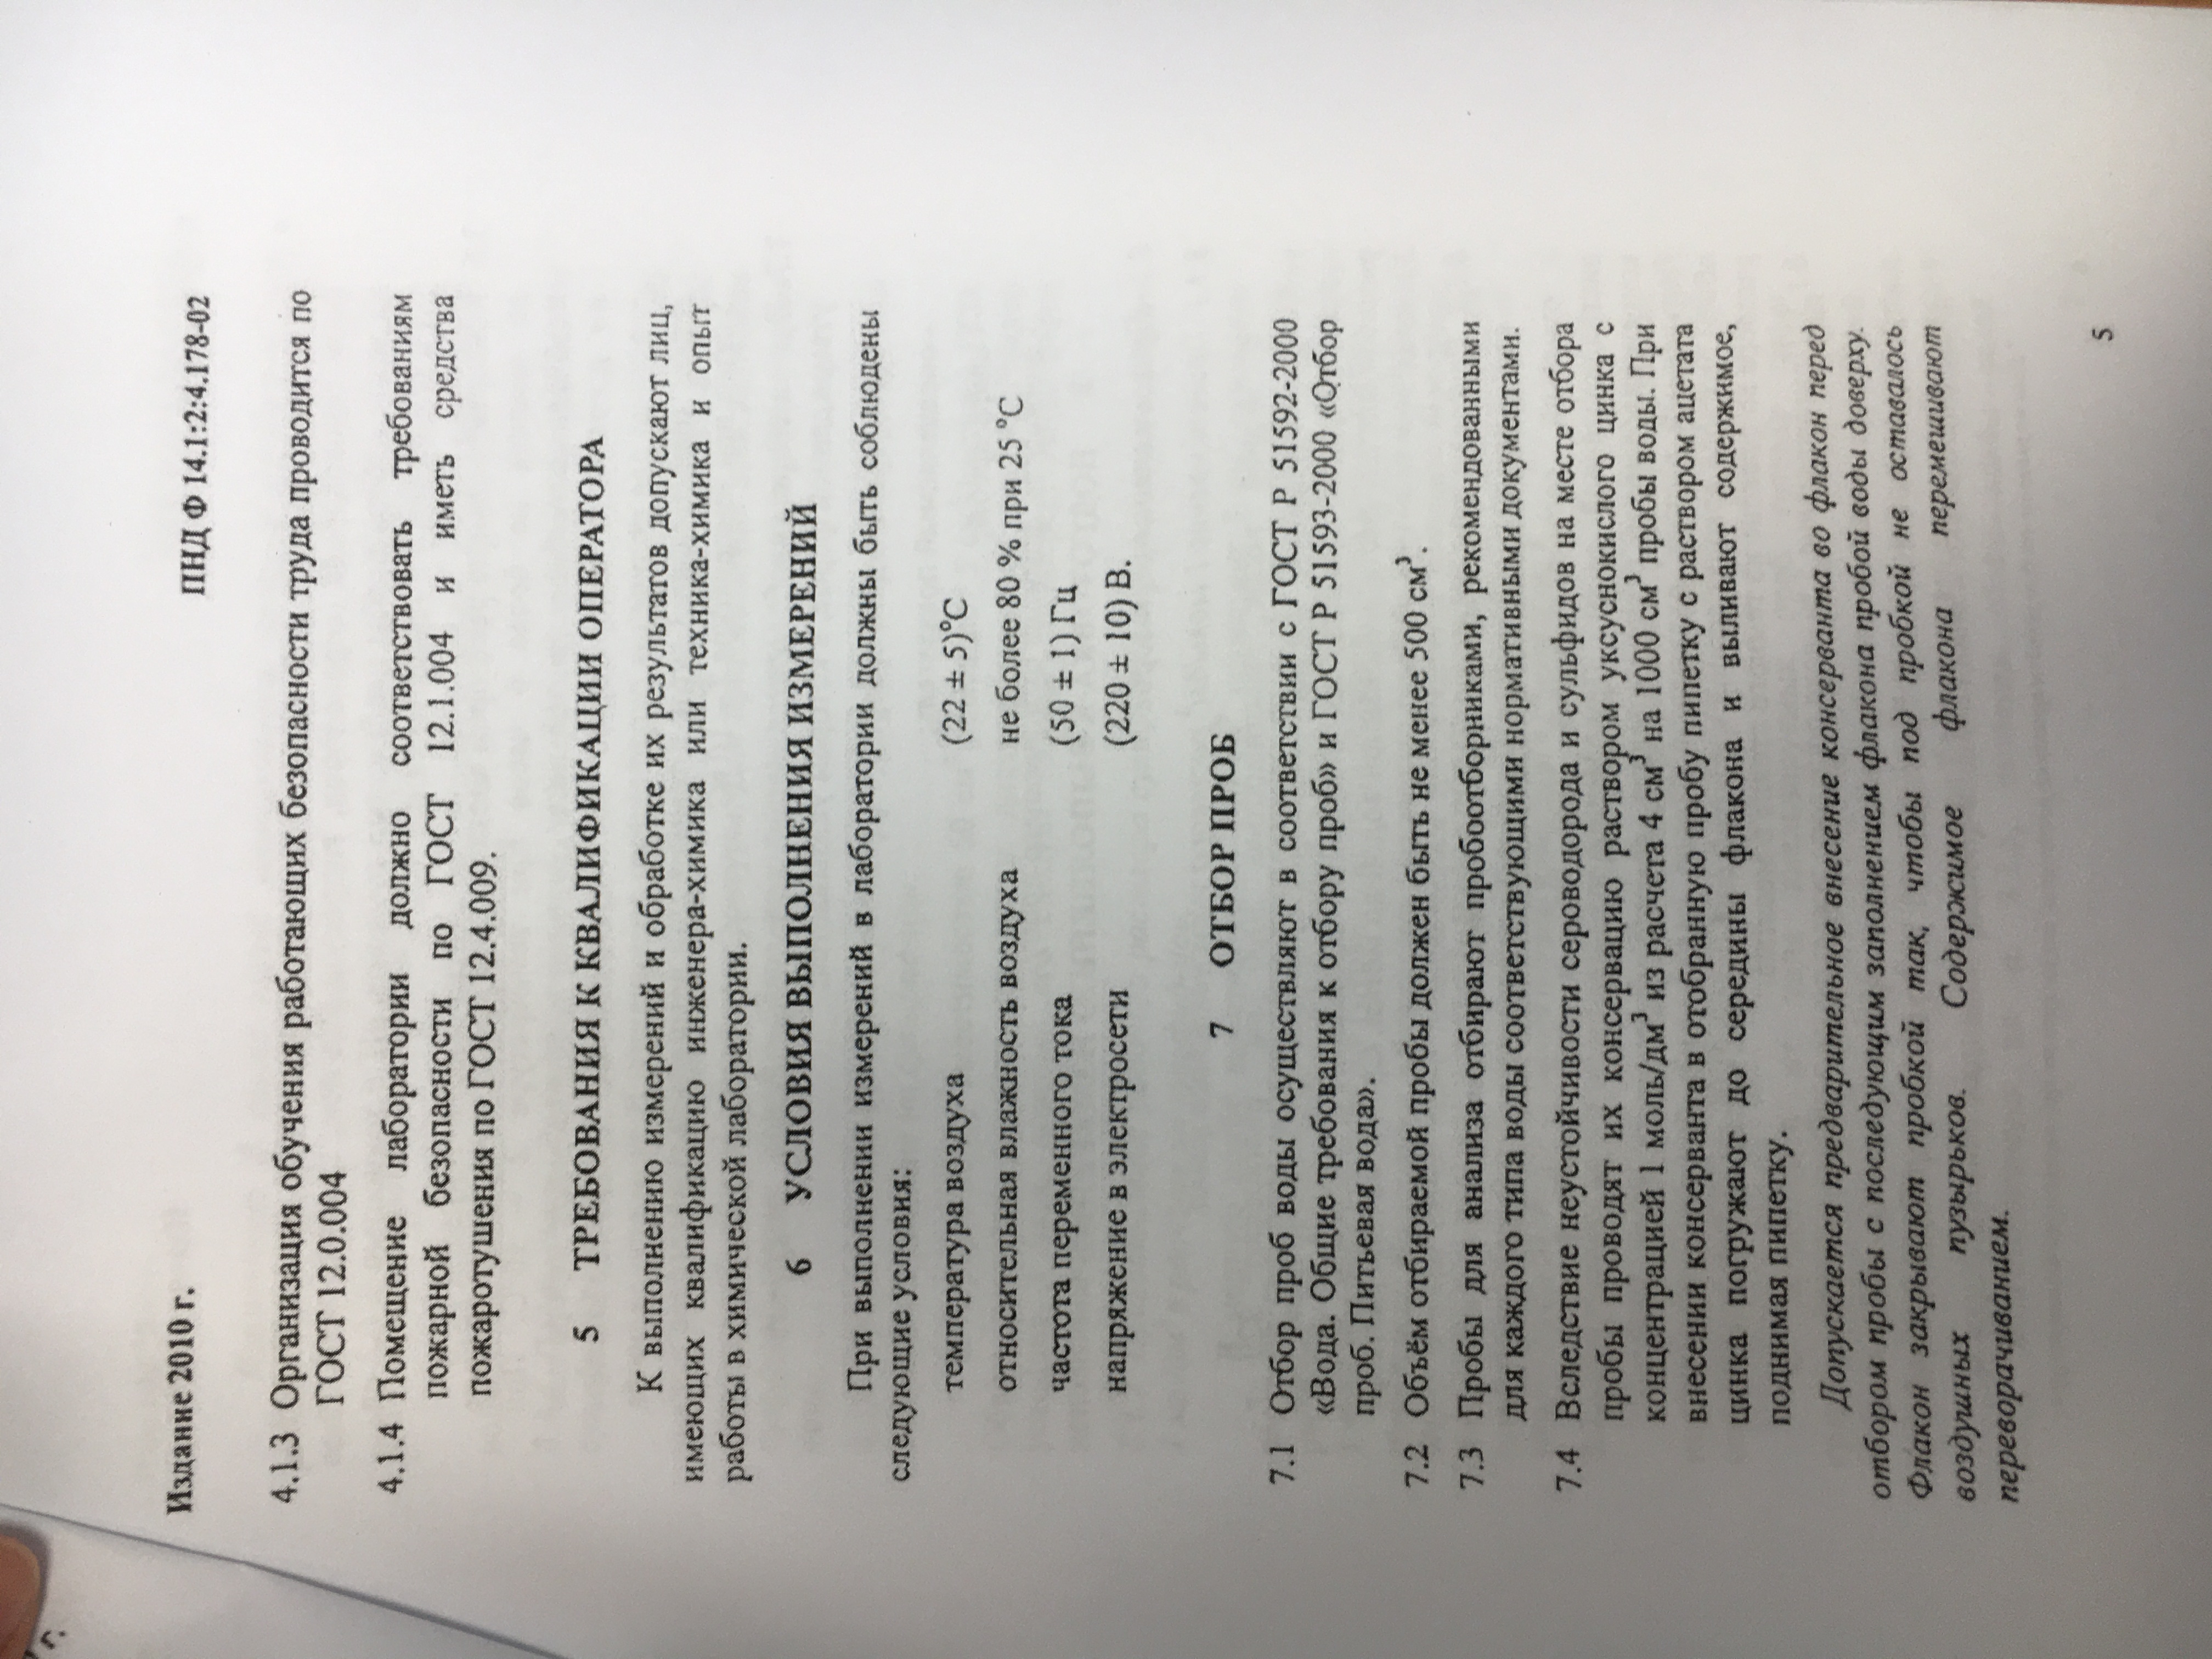 г.
Издание 2010 г.
ПНД Ф 14.1:2:4.178-02
4.1.3 Организация обучения работающих безопасности труда проводится по
ГОСТ 12.0.004
4.1.4 Помещение лаборатории должно соответствовать требованиям
пожарной безопасности по ГОСТ 12.1.004 и иметь средства
пожаротушения по ГОСТ 12.4.009.
5 ТРЕБОВАНИЯ К КВАЛИФИКАЦИИ ОПЕРАТОРА
К выполнению измерений и обработке их результатов допускают лиц,
имеющих квалификацию инженера-химика или техника-химика и опыт
работы в химической лаборатории.
6 УСЛОВИЯ ВЫПОЛНЕНИЯ ИЗМЕРЕНИЙ
При выполнении измерений в лаборатории должны быть соблюдены
следующие условия:
температура воздуха (22 ± 5)°С
относительная влажность воздуха не более 80 % при 25 °С
частота переменного тока (50 ± 1) Гц
напряжение в электросети (220 ± 10) В.
7 ОТБОР ПРОБ
7.1 Отбор проб воды осуществляют в соответствии с ГОСТ Р 51592-2000
«Вода. Общие требования к отбору проб» и ГОСТ Р 51593-2000 «Отбор
проб. Питьевая вода».
7.2 Объём отбираемой пробы должен быть не менее 500 см³.
7.3 Пробы для анализа отбирают пробоотборниками, рекомендованными
для каждого типа воды соответствующими нормативными документами.
7.4 Вследствие неустойчивости сероводорода и сульфидов на месте отбора
пробы проводят их консервацию раствором уксуснокислого цинка с
концентрацией 1 моль/дм³ из расчета 4 см³ на 1000 см³ пробы воды. При
внесении консерванта в отобранную пробу пипетку с раствором ацетата
цинка погружают до середины флакона и выливают содержимое,
поднимая пипетку.
Допускается предварительное внесение консерванта во флакон перед
отбором пробы с последующим заполнением флакона пробой воды доверху.
Флакон закрывают пробкой так, чтобы под пробкой не оставалось
воздушных пузырьков. Содержимое флакона перемешивают
переворачиванием.
5